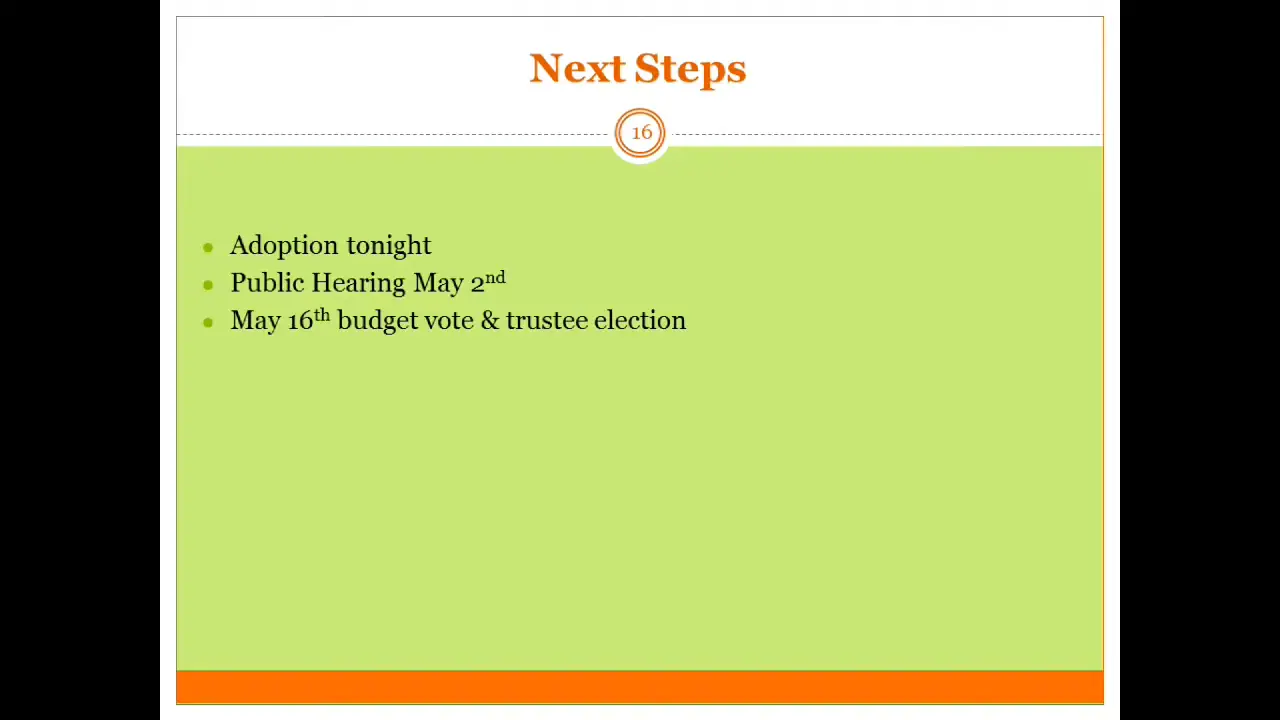 Next Steps
16
Adoption tonight
Public Hearing May 2nd
May 16th budget vote & trustee election